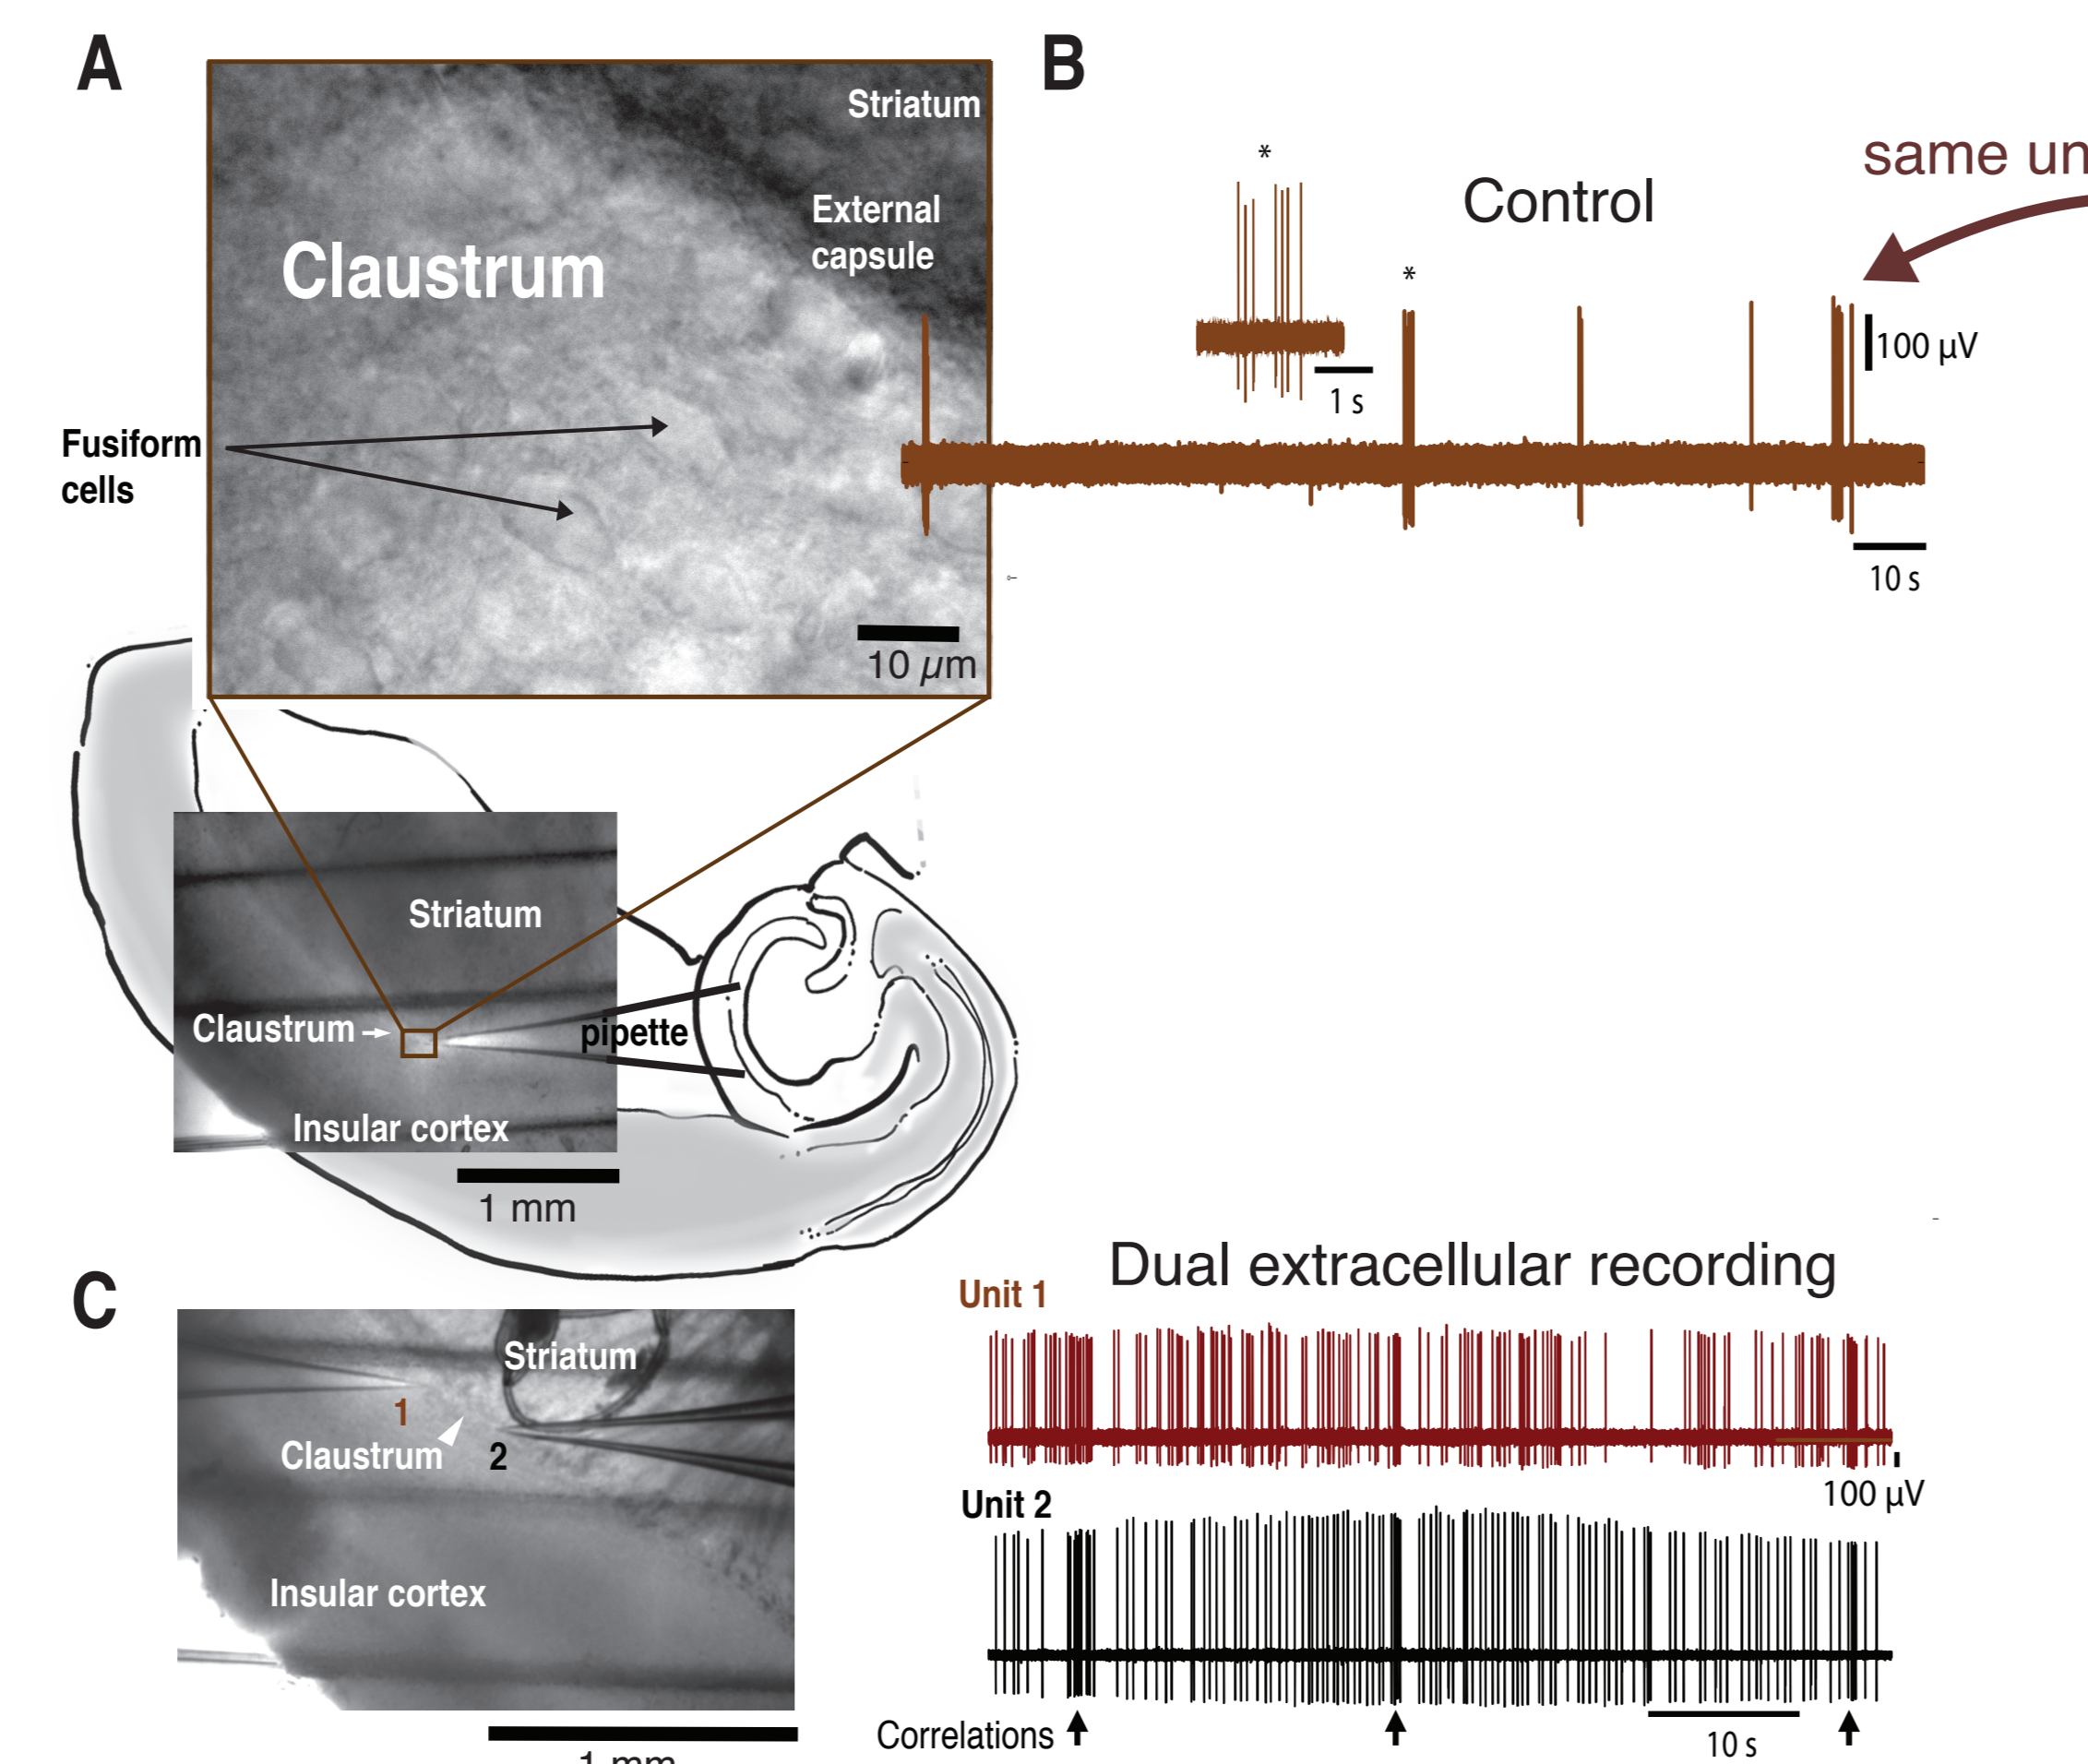 A
Striatum
External
capsule
Claustrum
Fusiform
cells
10 µm
Striatum
Claustrum
pipette
Insular cortex
1 mm
B
*
Control
same un
*
100 µV
1 s
10 s
C
Striatum
1
Claustrum
2
Insular cortex
1 mm
Dual extracellular recording
Unit 1
100 µV
Unit 2
Correlations
10 s